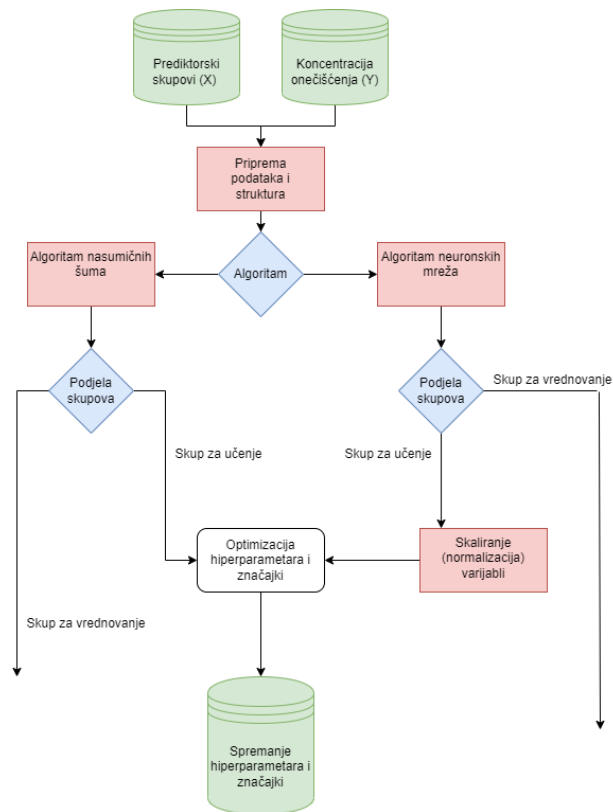 Prediktorski
skupovi (X)
Koncentracija
onečišćenja (Y)
Priprema
podataka i
struktura
Algoritam nasumičnih
šuma
Algoritam
Algoritam neuronskih
mreža
Podjela
skupova
Podjela
skupova
Skup za vrednovanje
Skup za učenje
Skup za učenje
Optimizacija
hiperparametara i
značajki
Skaliranje
(normalizacija)
varijabli
Skup za vrednovanje
Spremanje
hiperparametara i
značajki